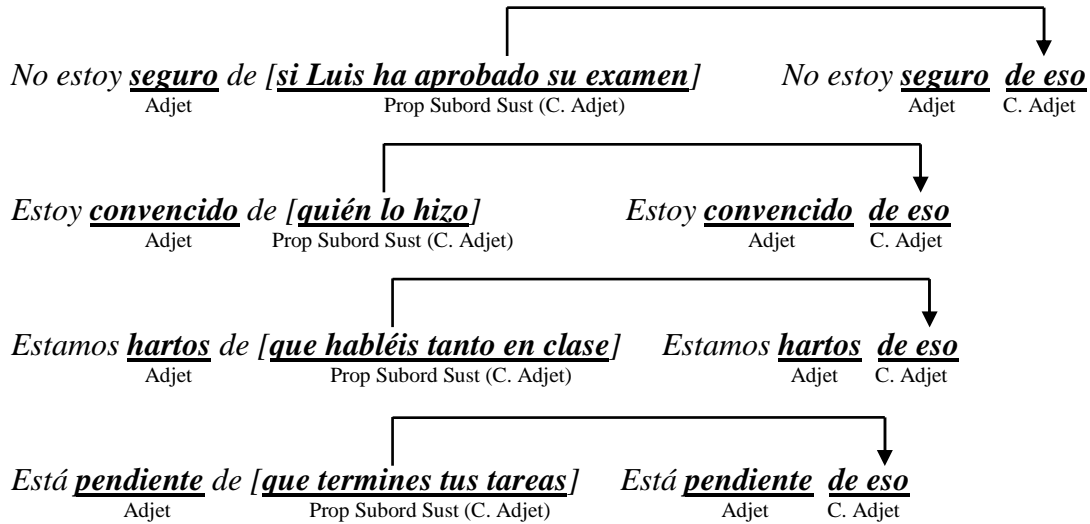 No estoy seguro de [si Luis ha aprobado su examen] No estoy seguro de eso
Adjet Prop Subord Sust (C. Adjet) Adjet C. Adjet
Estoy convencido de [quién lo hizo] Estoy convencido de eso
Adjet Prop Subord Sust (C. Adjet) Adjet C. Adjet
Estamos hartos de [que habléis tanto en clase] Estamos hartos de eso
Adjet Prop Subord Sust (C. Adjet) Adjet C. Adjet
Está pendiente de [que termines tus tareas] Está pendiente de eso
Adjet Prop Subord Sust (C. Adjet) Adjet C. Adjet